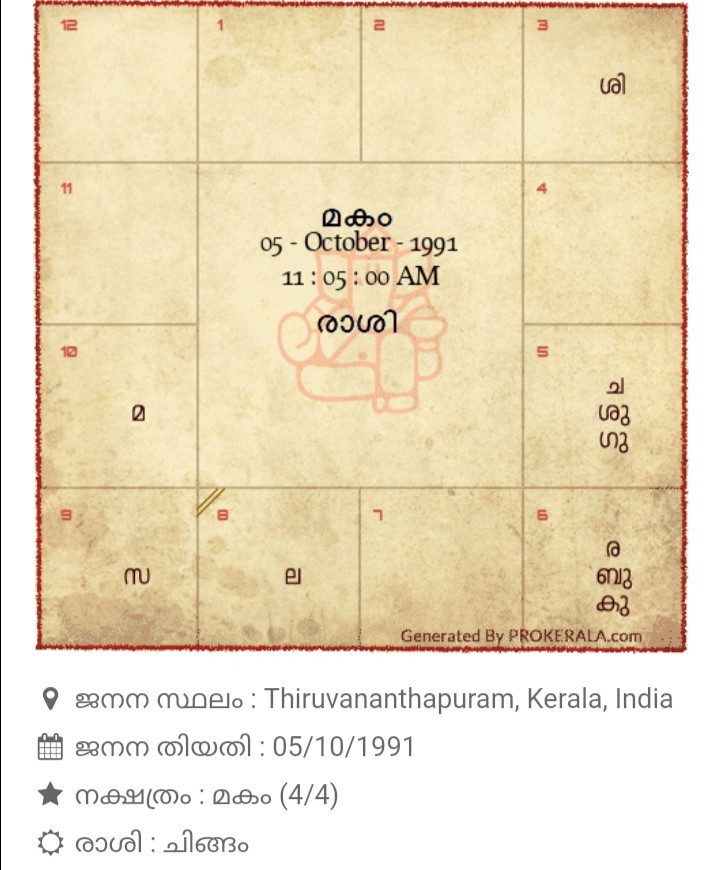 12
1
2
3
ശി
11
മകം
05 - October - 1991
11 : 05 : 00 AM
രാശി
4
10
മ
5
ച
ശു
ഗു
9
സ
8
ല
7
6
ര
ബു
കു
Generated By PROKERALA.com
ജനന സ്ഥലം : Thiruvananthapuram, Kerala, India
ജനന തിയതി : 05/10/1991
നക്ഷത്രം : മകം (4/4)
രാശി : ചിങ്ങം